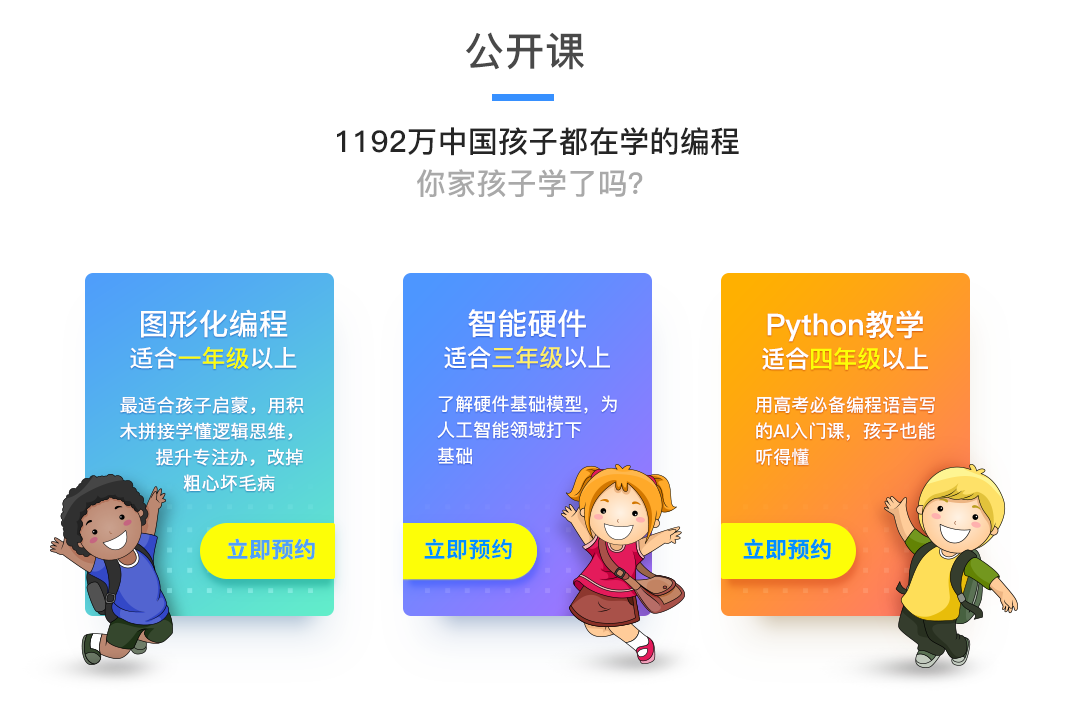 公开课
1192万中国孩子都在学的编程
你家孩子学了吗?
图形化编程
适合一年级以上
最适合孩子启蒙，用积
木拼接学懂逻辑思维，
提升专注办，改掉
粗心坏毛病
立即预约
智能硬件
适合三年级以上
了解硬件基础模型，为
人工智能领域打下
基础
立即预约
Python教学
适合四年级以上
用高考必备编程语言写
的AI入门课，孩子也能
听得懂
立即预约